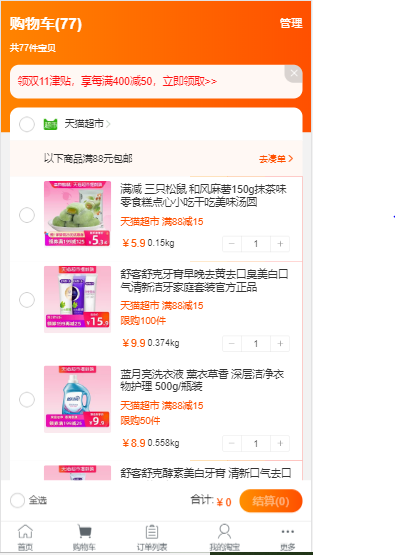 购物车(77)
管理
共77件宝贝
领双11津贴，享每满400减50，立即领取>>
天猫超市
以下商品满88元包邮
去凑单
满减 三只松鼠 和风麻薯150g抹茶味
零食糕点心小吃干吃美味汤圆
天猫超市 满88减15
￥5.9 0.15kg
1
舒客舒克牙膏早晚去黄去口臭美白口
气清新洁牙家庭套装官方正品
天猫超市 满88减15
限购100件
￥9.9 0.374kg
1
蓝月亮洗衣液 薰衣草香 深层洁净衣
物护理 500g/瓶装
天猫超市 满88减15
限购50件
￥8.9 0.558kg
1
舒客舒克酵素美白牙膏 清新口气去口
全选
合计:￥0
结算(0)
首页
购物车
订单列表
我的淘宝
更多